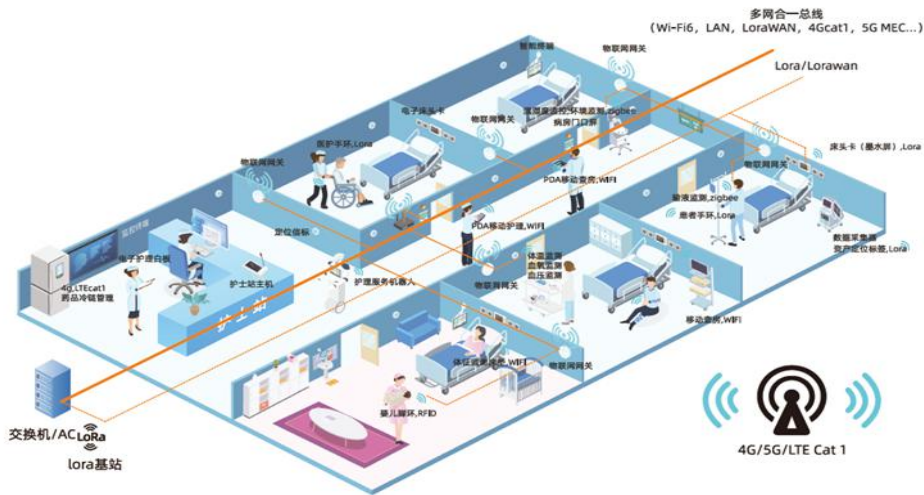 多网合一总线
（Wi-Fi6，LAN，LoraWAN，4Gcat1，5G MEC...）
Lora/Lorawan
智能终端
物联网网关
电子床头卡
物联网网关
温湿度监控,环境监测,zigbee
病房门口屏
医护手环,Lora
物联网网关
床头卡（墨水屏）,Lora
物联网网关
PDA移动查房,WIFI
输液监测,zigbee
患者手环,Lora
定位信标
PDA移动护理,WIFI
监控终端
电子护理白板
数据采集器
资产定位标签,Lora
体温监测
血氧监测
血压监测
物联网网关
护理服务机器人
护士站主机
4g,LTEcat1
药品冷链管理
护士站
移动查房,WIFI
体征监测床垫,WIFI
物联网网关
婴儿脚环,RFID
交换机/AC
LoRa
lora基站
4G/5G/LTE Cat 1